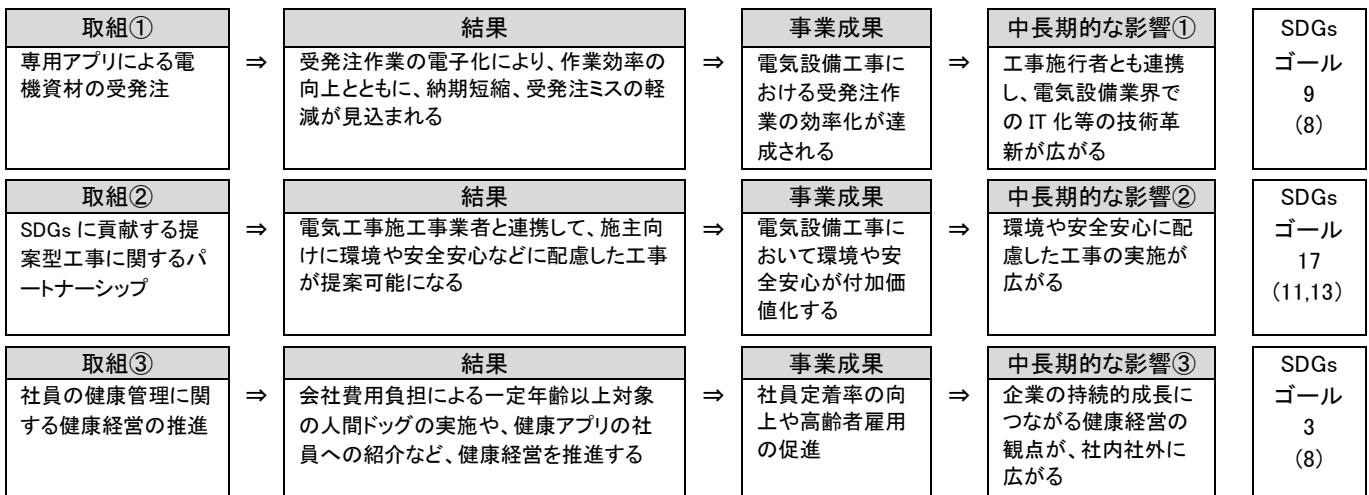 取組①
専用アプリによる電
機資材の受発注
⇒
結果
受発注作業の電子化により、作業効率の
向上とともに、納期短縮、受発注ミスの軽
減が見込まれる
⇒
事業成果
電気設備工事に
おける受発注作
業の効率化が達
成される
⇒
中長期的な影響①
工事施行者とも連携
し、電気設備業界で
の IT 化等の技術革
新が広がる
SDGs
ゴール
9
(8)
取組②
SDGs に貢献する提
案型工事に関するパ
ートナーシップ
⇒
結果
電気工事施工事業者と連携して、施主向
けに環境や安全安心などに配慮した工事
が提案可能になる
⇒
事業成果
電気設備工事に
おいて環境や安
全安心が付加価
値化する
⇒
中長期的な影響②
環境や安全安心に配
慮した工事の実施が
広がる
SDGs
ゴール
17
(11,13)
取組③
社員の健康管理に関
する健康経営の推進
⇒
結果
会社費用負担による一定年齢以上対象
の人間ドッグの実施や、健康アプリの社
員への紹介など、健康経営を推進する
⇒
事業成果
社員定着率の向
上や高齢者雇用
の促進
⇒
中長期的な影響③
企業の持続的成長に
つながる健康経営の
観点が、社内社外に
広がる
SDGs
ゴール
3
(8)